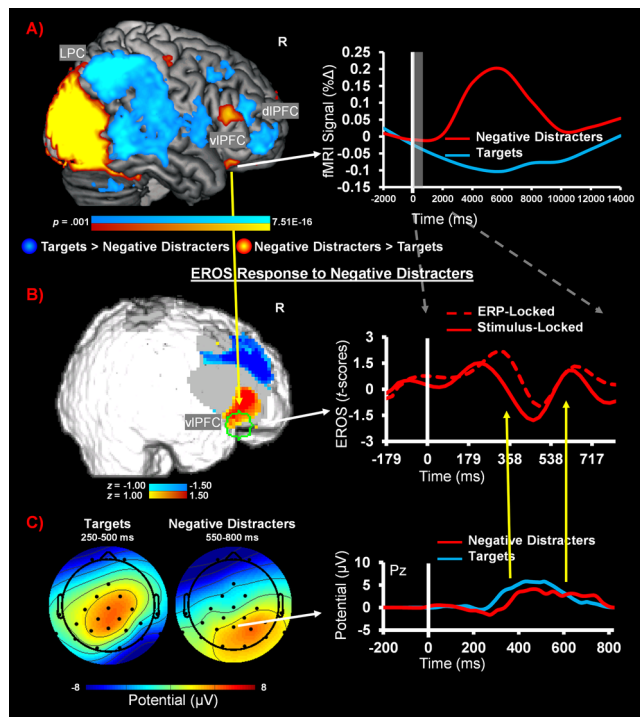 A)
R
LPC
dlPFC
vlPFC
p = .001
7.51E-16
Targets > Negative Distracters
Negative Distracters > Targets
fMRI Signal (%Δ)
0.25
0.2
0.15
0.1
0.05
0
-0.05
-0.1
-0.15
Negative Distracters
Targets
-2000 0 2000 4000 6000 8000 10000 12000 14000
Time (ms)
EROS Response to Negative Distracters
B)
R
vlPFC
z = -1.00
-1.50
z = 1.00
1.50
ERP-Locked
Stimulus-Locked
EROS (t-scores)
3
1.5
0
-1.5
-3
-179 0 179 358 538 717
Time (ms)
C)
Targets
250-500 ms
Negative Distracters
550-800 ms
-8
8
Potential (µV)
Negative Distracters
Targets
Pz
Potential (µV)
10
5
0
-5
-200 0 200 400 600 800
Time (ms)